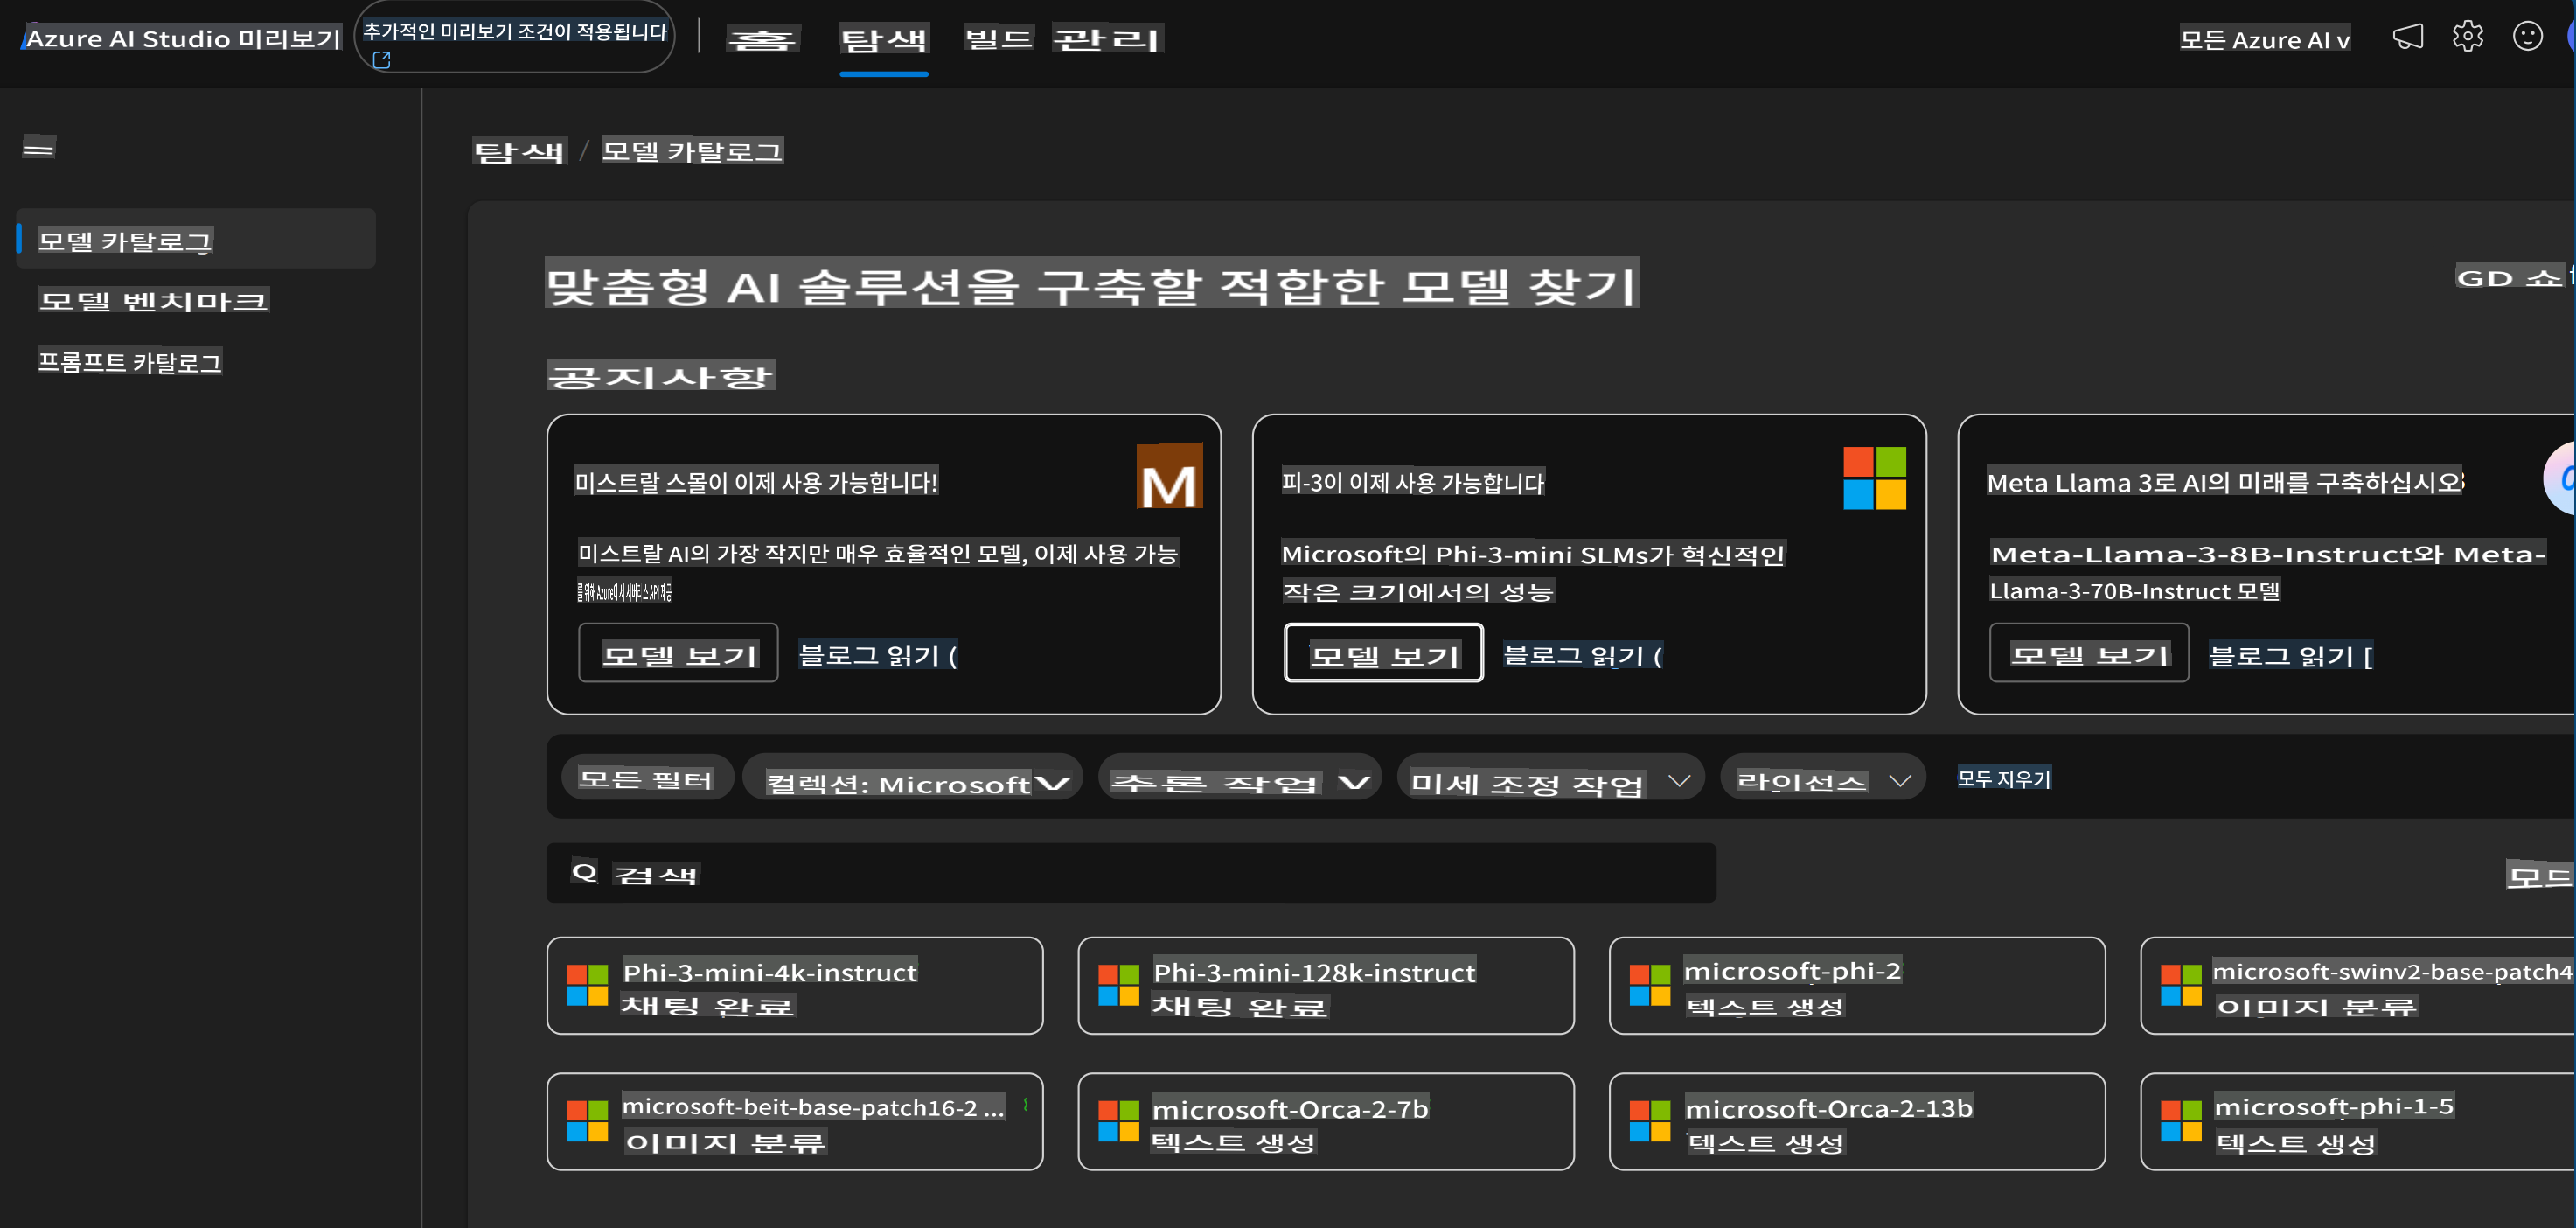 Azure AI Studio 미리보기
추가적인 미리보기 조건이 적용됩니다
홈 탐색 빌드 관리
모든 Azure AI v
탐색 / 모델 카탈로그
모델 카탈로그
모델 벤치마크
프롬프트 카탈로그
맞춤형 AI 솔루션을 구축할 적합한 모델 찾기
GD 쇼
공지사항
미스트랄 스몰이 이제 사용 가능합니다!
M
미스트랄 AI의 가장 작지만 매우 효율적인 모델, 이제 사용 가능
를 위해 Azure에서 서버리스 API 제공
모델 보기 블로그 읽기 (
피-3이 이제 사용 가능합니다
Microsoft의 Phi-3-mini SLMs가 혁신적인
작은 크기에서의 성능
모델 보기 블로그 읽기 (
Meta Llama 3로 AI의 미래를 구축하십시오
Meta-Llama-3-8B-Instruct와 Meta-
Llama-3-70B-Instruct 모델
모델 보기 블로그 읽기 [
모든 필터 컬렉션: Microsoft V 추론 작업 V 미세 조정 작업 라이선스 모두 지우기
Q 검색
모드
Phi-3-mini-4k-instruct
채팅 완료
Phi-3-mini-128k-instruct
채팅 완료
microsoft-phi-2
텍스트 생성
microsoft-swinv2-base-patch4
이미지 분류
microsoft-beit-base-patch16-2 ...
이미지 분류
microsoft-Orca-2-7b
텍스트 생성
microsoft-Orca-2-13b
텍스트 생성
microsoft-phi-1-5
텍스트 생성